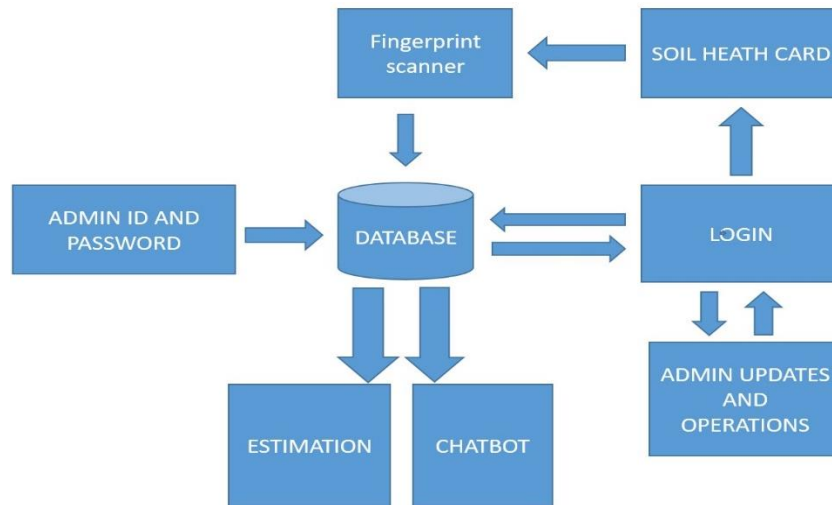 Fingerprint
scanner
SOIL HEATH CARD
ADMIN ID AND
PASSWORD
DATABASE
LOGIN
ESTIMATION
CHATBOT
ADMIN UPDATES
AND
OPERATIONS